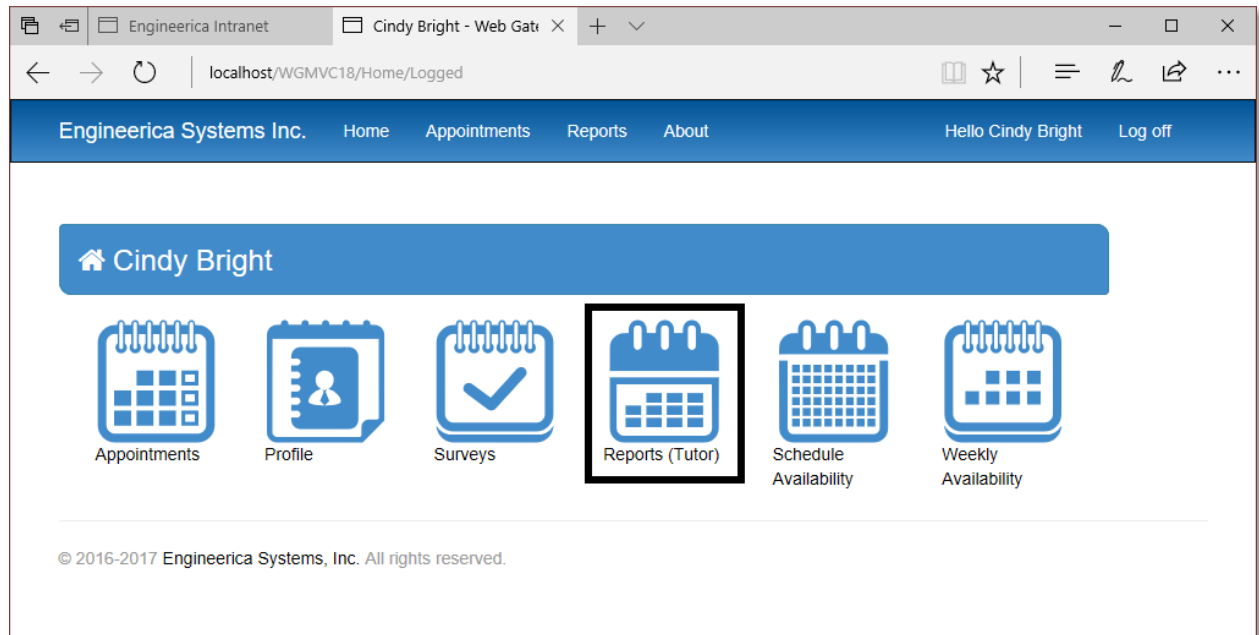 Engineerica Intranet
Cindy Bright - Web Gate
localhost/WGMVC18/Home/Logged
Engineerica Systems Inc. Home Appointments Reports About Hello Cindy Bright Log off
Cindy Bright
Appointments Profile Surveys Reports (Tutor) Schedule Weekly
Availability Availability
© 2016-2017 Engineerica Systems, Inc. All rights reserved.